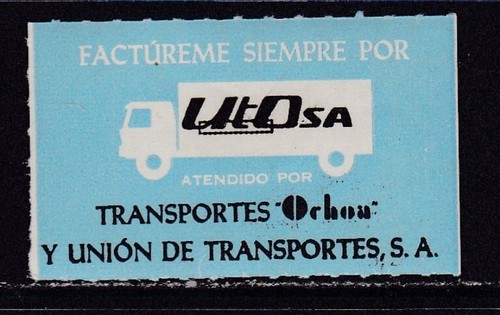 FACTÚREME SIEMPRE POR
UtOSA
ATENDIDO POR
TRANSPORTES "Ochoa"
Y UNIÓN DE TRANSPORTES, S. A.